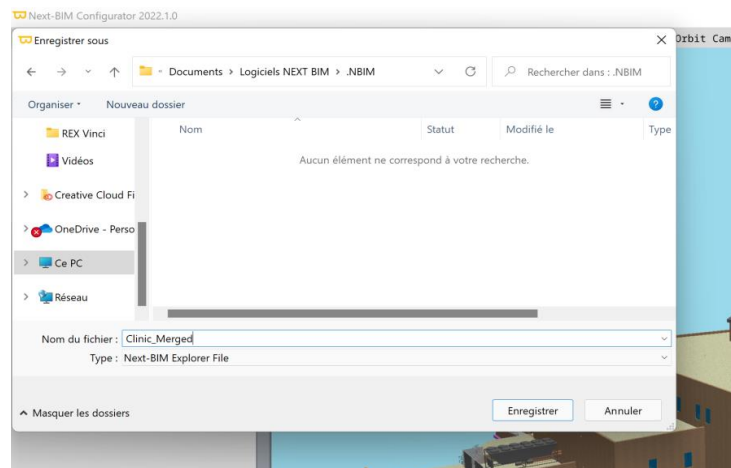 Next-BIM Configurator 2022.1.0
Enregistrer sous
Orbit Cam
Documents > Logiciels NEXT BIM > .NBIM
Rechercher dans : .NBIM
Organiser
Nouveau dossier
Nom
Statut
Modifié le
Type
REX Vinci
Vidéos
Aucun élément ne correspond à votre recherche.
Creative Cloud Fi
OneDrive - Perso
Ce PC
Réseau
Nom du fichier : Clinic_Merged
Type : Next-BIM Explorer File
Masquer les dossiers
Enregistrer
Annuler